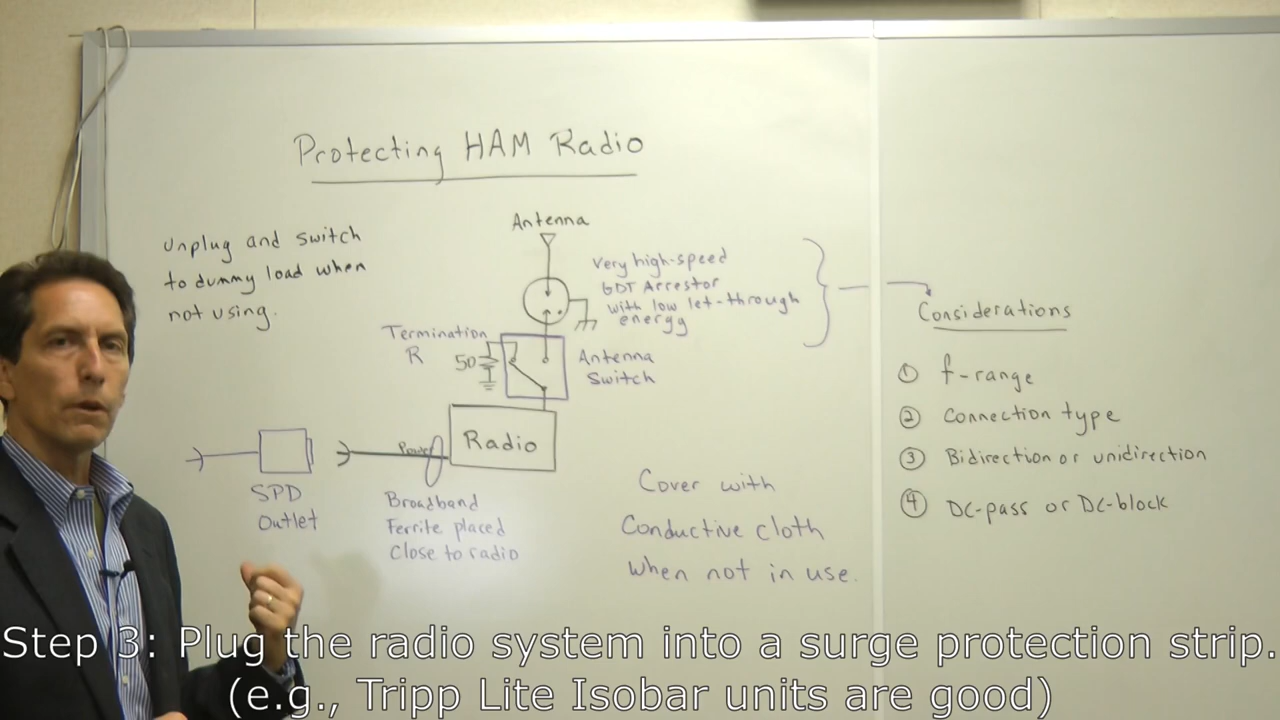 Protecting HAM Radio
Unplug and switch
to dummy load when
not using.
Antenna
Very high-speed
GDT Arrestor
with low let-through
energy
Termination
R
50
Antenna
Switch
Power
Radio
SPD
Outlet
Broadband
Ferrite placed
Close to radio
Cover with
Conductive cloth
when not in use.
Considerations
① f-range
② Connection type
③ Bidirection or unidirection
④ DC-pass or DC-block
Step 3: Plug the radio system into a surge protection strip.
(e.g., Tripp Lite Isobar units are good)